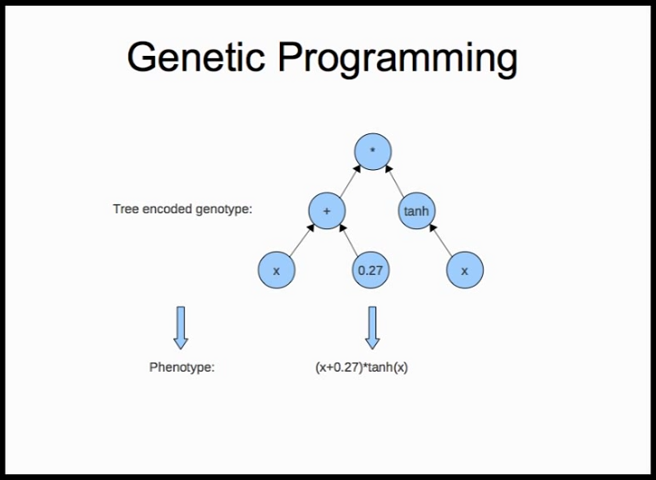 Genetic Programming
*
Tree encoded genotype:
+
tanh
x
0.27
x
Phenotype:
(x+0.27)*tanh(x)